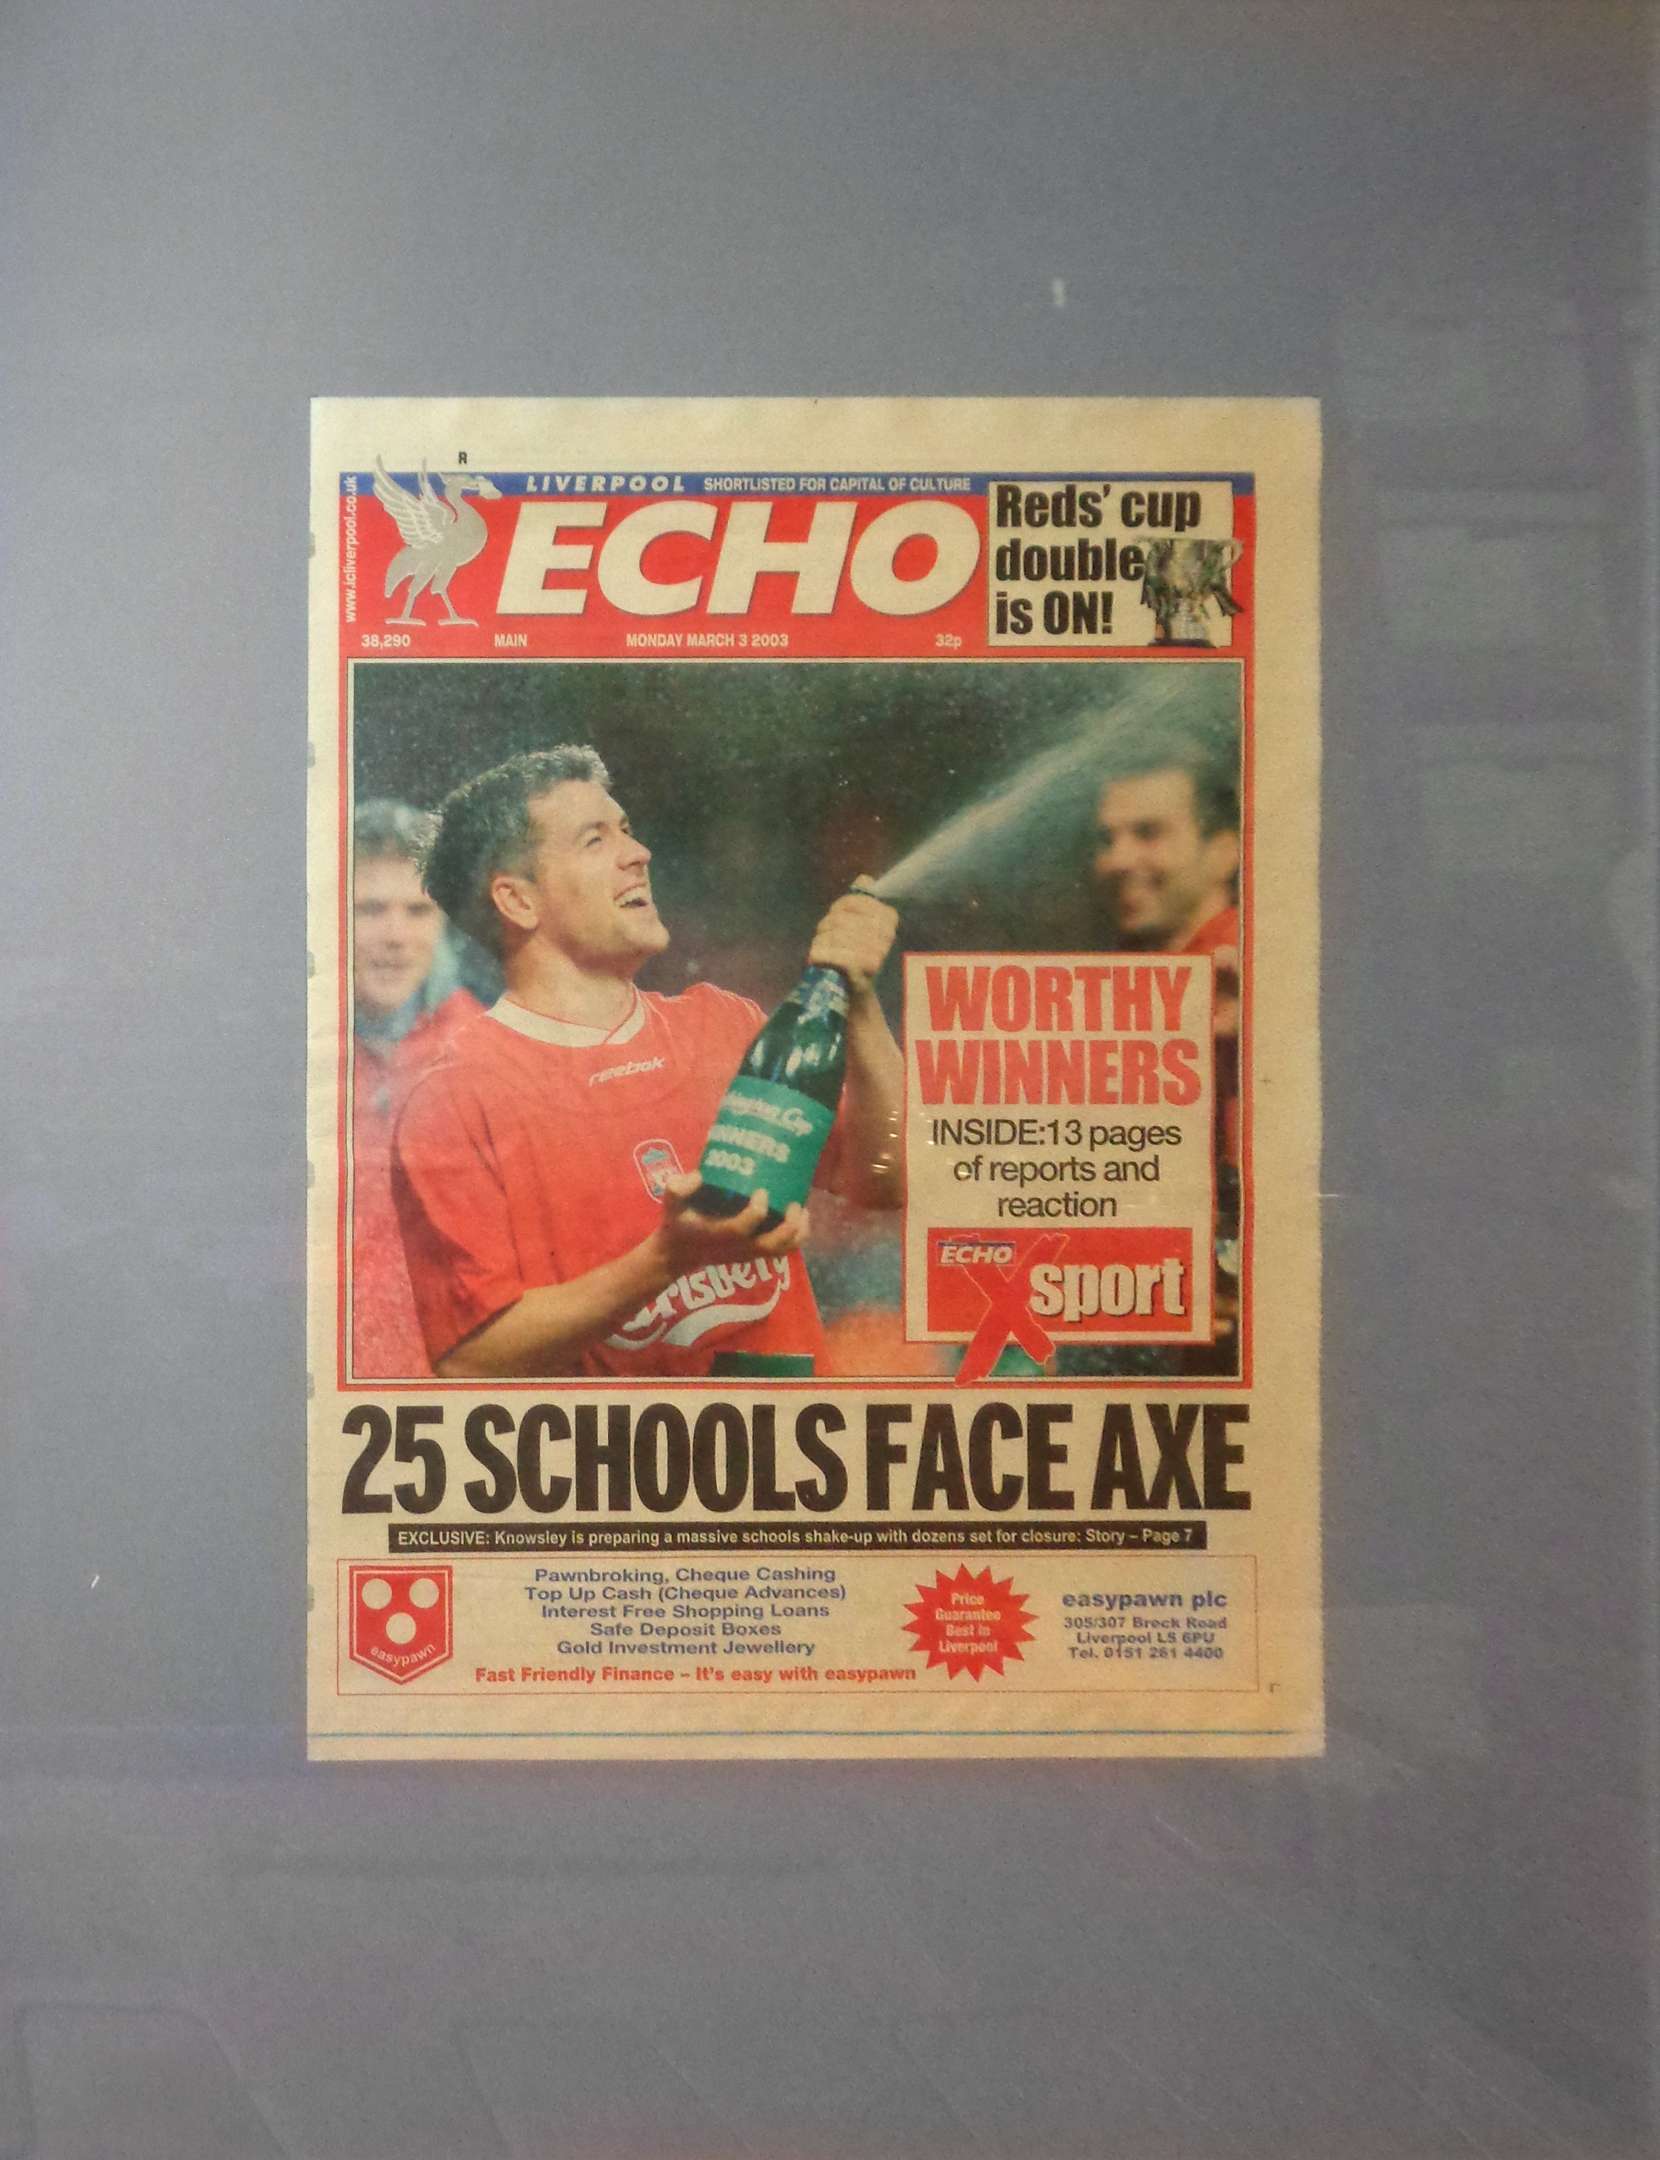 R
www.icliverpool.co.uk
LIVERPOOL SHORTLISTED FOR CAPITAL OF CULTURE
ECHO
38,290 MAIN MONDAY MARCH 3 2003 32p
Reds' cup
double
is ON!
reebok
Cup
WINNERS
2003
WORTHY
WINNERS
INSIDE:13 pages
of reports and
reaction
ECHO
X sport
25 SCHOOLS FACE AXE
EXCLUSIVE: Knowsley is preparing a massive schools shake-up with dozens set for closure: Story – Page 7
easypawn
Pawnbroking, Cheque Cashing
Top Up Cash (Cheque Advances)
Interest Free Shopping Loans
Safe Deposit Boxes
Gold Investment Jewellery
Fast Friendly Finance – It's easy with easypawn
Price
Guarantee
Best in
Liverpool
easypawn plc
305/307 Breck Road
Liverpool L5 6PU
Tel. 0151 261 4400